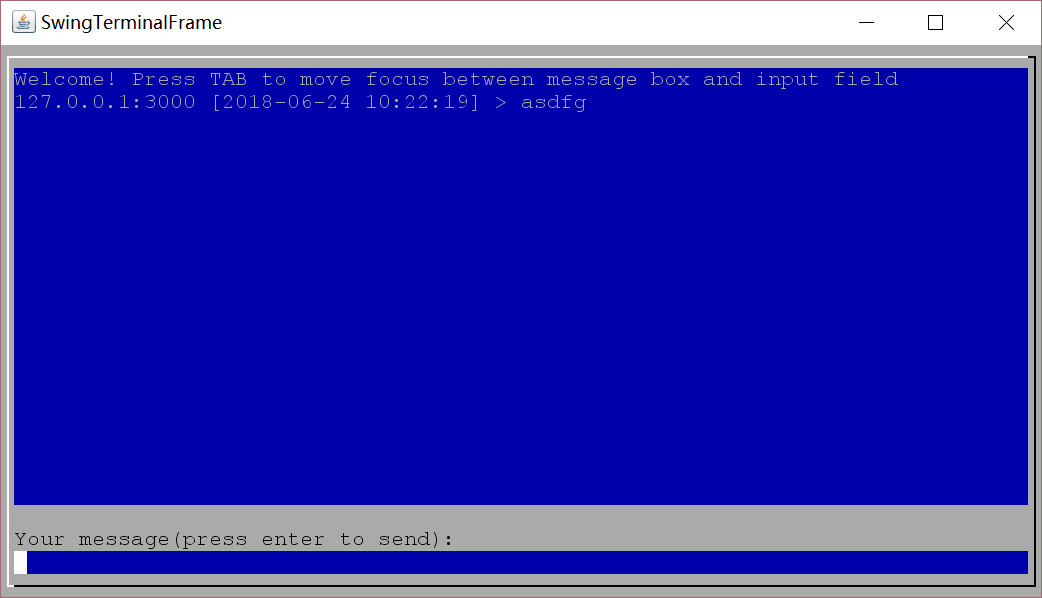 SwingTerminalFrame
Welcome! Press TAB to move focus between message box and input field
127.0.0.1:3000 [2018-06-24 10:22:19] > asdfg
Your message(press enter to send):